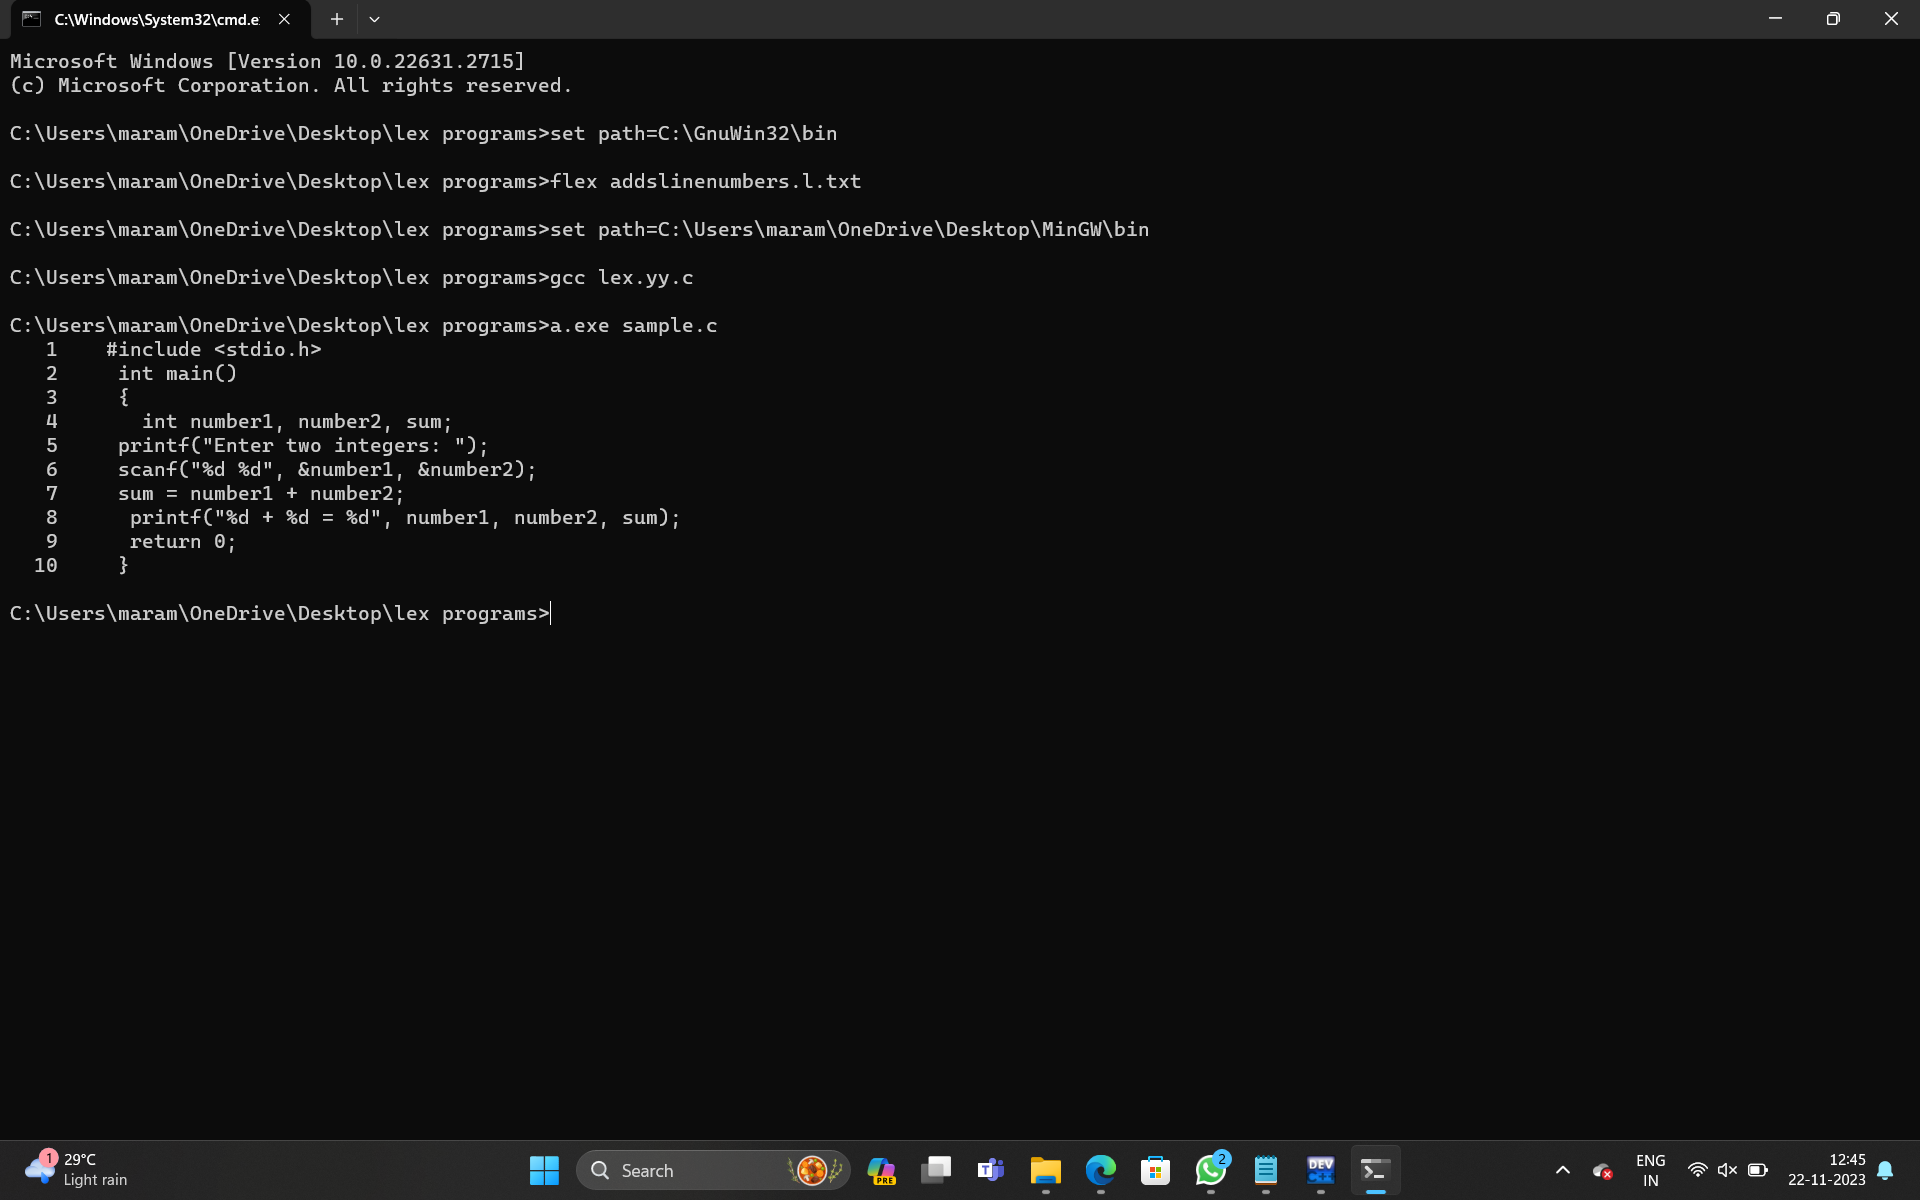 C:\Windows\System32\cmd.e
Microsoft Windows [Version 10.0.22631.2715]
(c) Microsoft Corporation. All rights reserved.
C:\Users\maram\OneDrive\Desktop\lex programs>set path=C:\GnuWin32\bin
C:\Users\maram\OneDrive\Desktop\lex programs>flex addslinenumbers.l.txt
C:\Users\maram\OneDrive\Desktop\lex programs>set path=C:\Users\maram\OneDrive\Desktop\MinGW\bin
C:\Users\maram\OneDrive\Desktop\lex programs>gcc lex.yy.c
C:\Users\maram\OneDrive\Desktop\lex programs>a.exe sample.c
   1    #include <stdio.h>
   2     int main()
   3     {
   4       int number1, number2, sum;
   5     printf("Enter two integers: ");
   6     scanf("%d %d", &number1, &number2);
   7     sum = number1 + number2;
   8      printf("%d + %d = %d", number1, number2, sum);
   9      return 0;
  10     }
C:\Users\maram\OneDrive\Desktop\lex programs>
1
29°C
Light rain
Search
PRE
T
2
DEV
C++
ENG
IN
12:45
22-11-2023